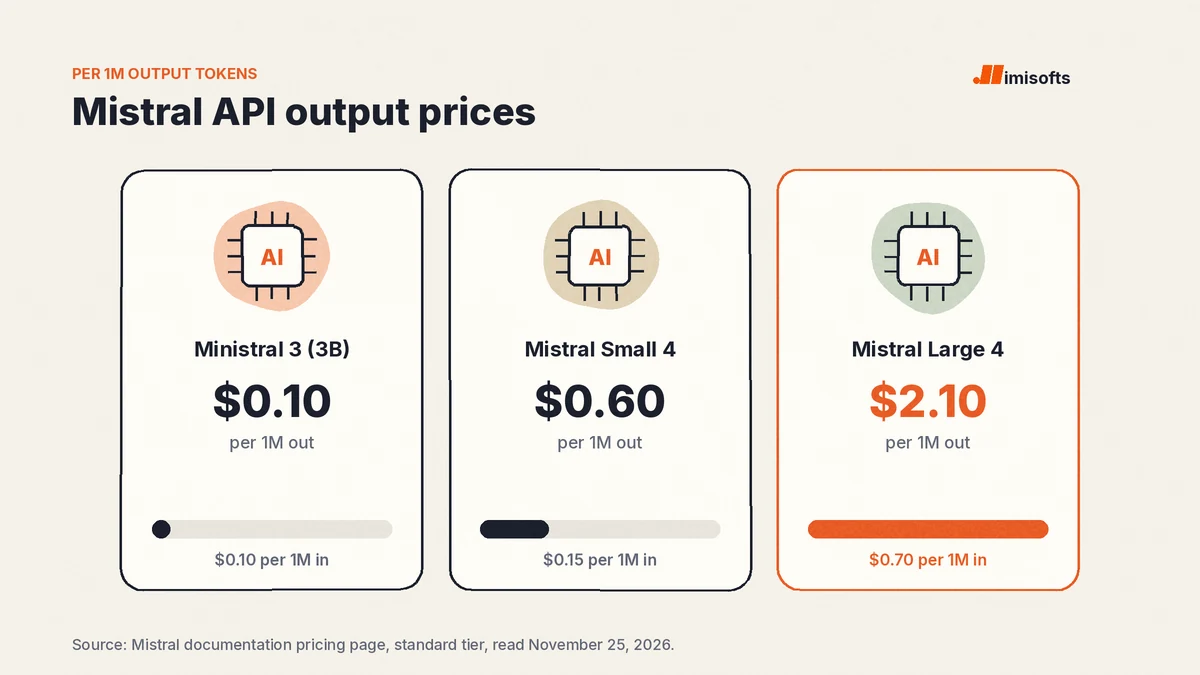 PER 1M OUTPUT TOKENS
Mistral API output prices
imisofts
AI
Ministral 3 (3B)
$0.10
per 1M out
$0.10 per 1M in
AI
Mistral Small 4
$0.60
per 1M out
$0.15 per 1M in
AI
Mistral Large 4
$2.10
per 1M out
$0.70 per 1M in
Source: Mistral documentation pricing page, standard tier, read November 25, 2026.